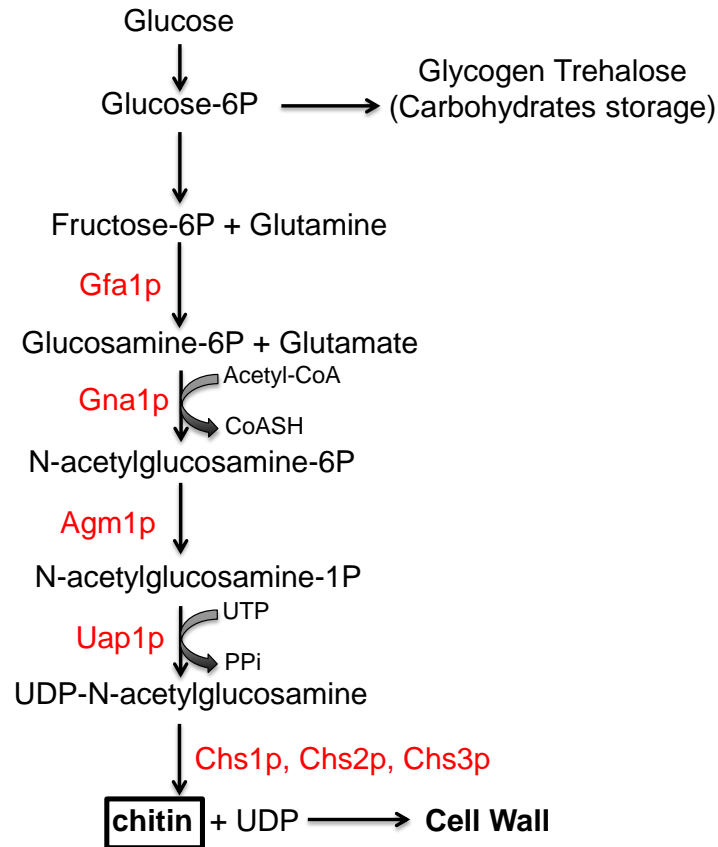 Glucose
Glucose-6P
Glycogen Trehalose
(Carbohydrates storage)
Fructose-6P + Glutamine
Gfa1p
Glucosamine-6P + Glutamate
Acetyl-CoA
Gna1p
CoASH
N-acetylglucosamine-6P
Agm1p
N-acetylglucosamine-1P
UTP
Uap1p
PPi
UDP-N-acetylglucosamine
Chs1p, Chs2p, Chs3p
chitin + UDP
Cell Wall